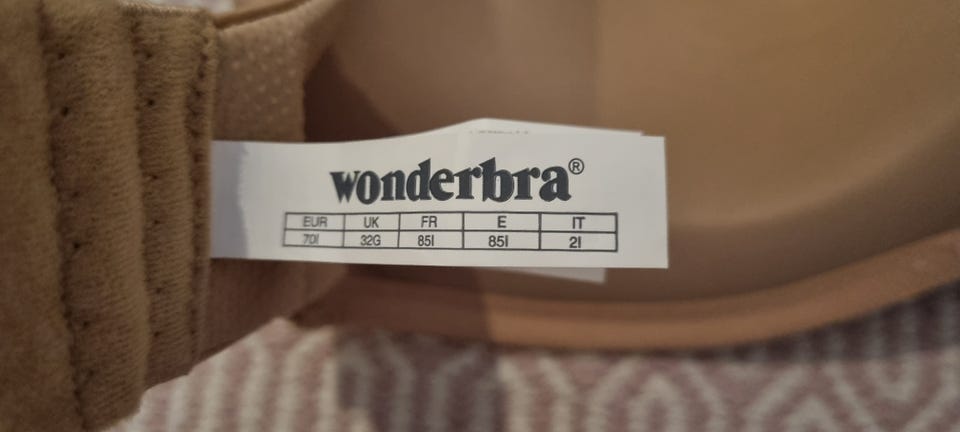 wonderbra®
EUR UK FR E IT
70I 32G 85I 85I 2I